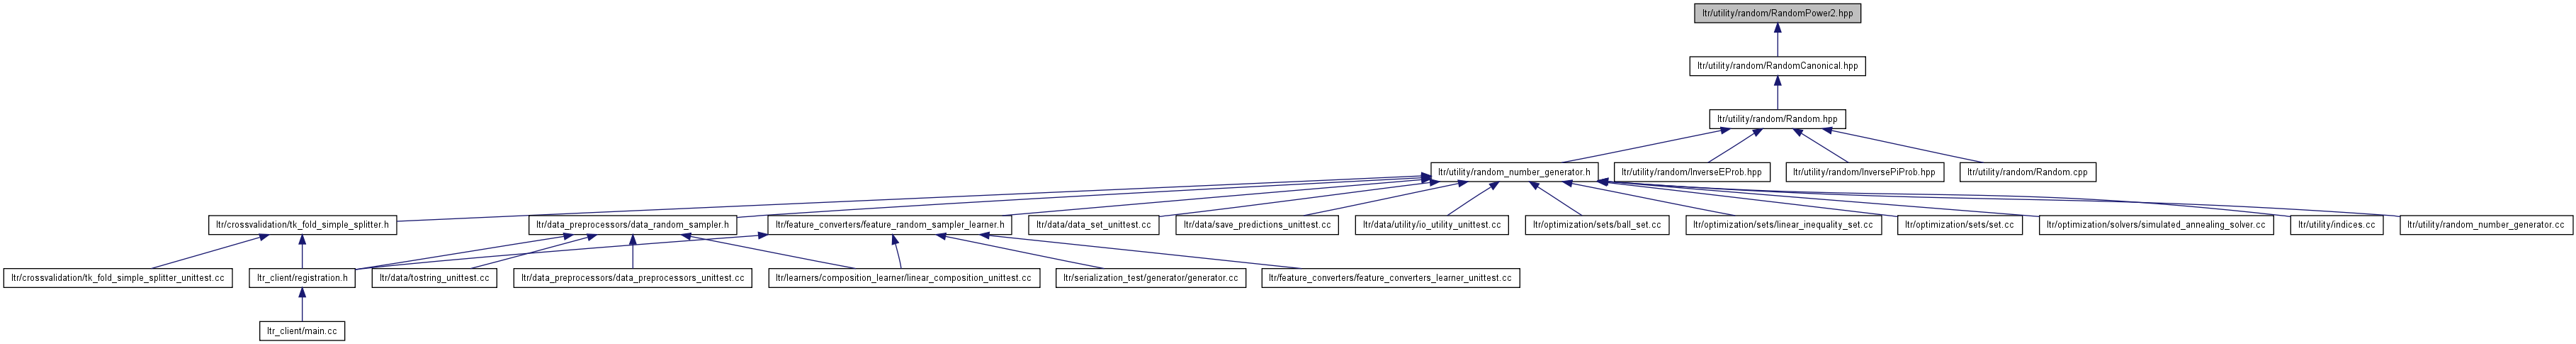 ltr/utility/random/RandomPower2.hpp
ltr/utility/random/RandomCanonical.hpp
ltr/utility/random/Random.hpp
ltr/utility/random_number_generator.h
ltr/utility/random/InverseEProb.hpp
ltr/utility/random/InversePiProb.hpp
ltr/utility/random/Random.cpp
ltr/crossvalidation/tk_fold_simple_splitter.h
ltr/data_preprocessors/data_random_sampler.h
ltr/feature_converters/feature_random_sampler_learner.h
ltr/data/data_set_unittest.cc
ltr/data/save_predictions_unittest.cc
ltr/data/utility/io_utility_unittest.cc
ltr/optimization/sets/ball_set.cc
ltr/optimization/sets/linear_inequality_set.cc
ltr/optimization/sets/set.cc
ltr/optimization/solvers/simulated_annealing_solver.cc
ltr/utility/indices.cc
ltr/utility/random_number_generator.cc
ltr/crossvalidation/tk_fold_simple_splitter_unittest.cc
ltr_client/registration.h
ltr/data/tostring_unittest.cc
ltr/data_preprocessors/data_preprocessors_unittest.cc
ltr/learners/composition_learner/linear_composition_unittest.cc
ltr/serialization_test/generator/generator.cc
ltr/feature_converters/feature_converters_learner_unittest.cc
ltr_client/main.cc